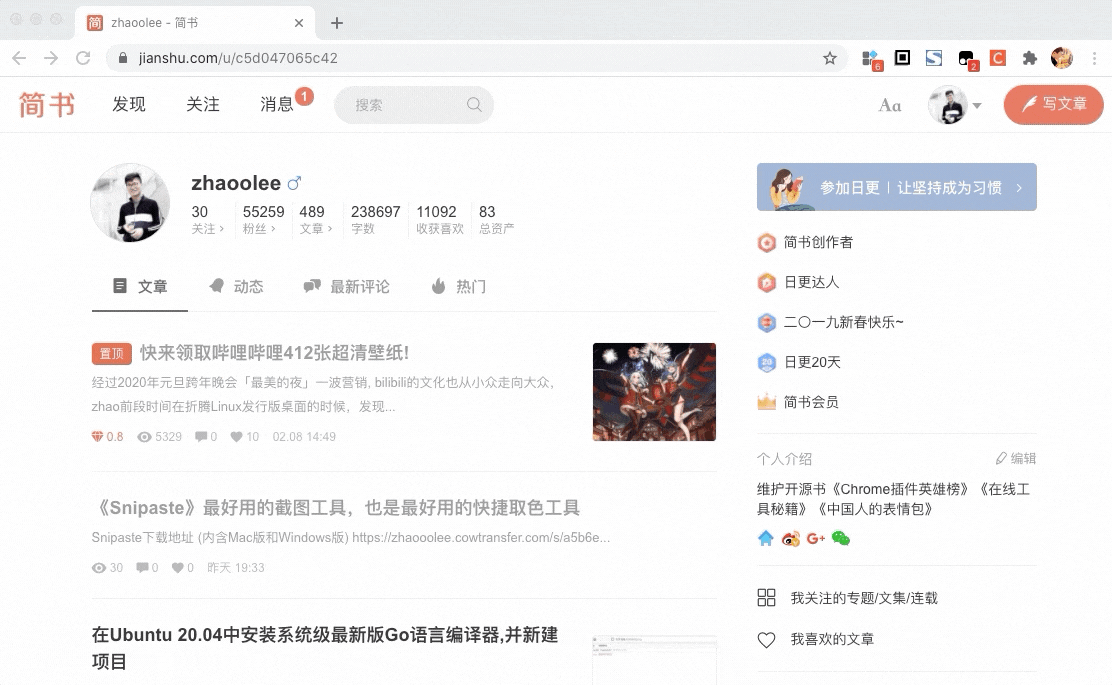 简 zhaoolee - 简书
jianshu.com/u/c5d047065c42
6
2
C
简书 发现 关注 消息 1 搜索 Aa 写文章
zhaoolee
30 55259 489 238697 11092 83
关注 粉丝 文章 字数 收获喜欢 总资产
文章 动态 最新评论 热门
置顶 快来领取哔哩哔哩412张超清壁纸!
经过2020年元旦跨年晚会「最美的夜」一波营销, bilibili的文化也从小众走向大众，
zhao前段时间在折腾Linux发行版桌面的时候，发现...
0.8 5329 0 10 02.08 14:49
《Snipaste》最好用的截图工具，也是最好用的快捷取色工具
Snipaste下载地址 (内含Mac版和Windows版) https://zhaooolee.cowtransfer.com/s/a5b6e...
30 0 0 昨天 19:33
在Ubuntu 20.04中安装系统级最新版Go语言编译器,并新建
项目
参加日更 | 让坚持成为习惯
简书创作者
日更达人
二〇一九新春快乐~
20 日更20天
简书会员
个人介绍 编辑
维护开源书《Chrome插件英雄榜》《在线工
具秘籍》《中国人的表情包》
G+
我关注的专题/文集/连载
我喜欢的文章